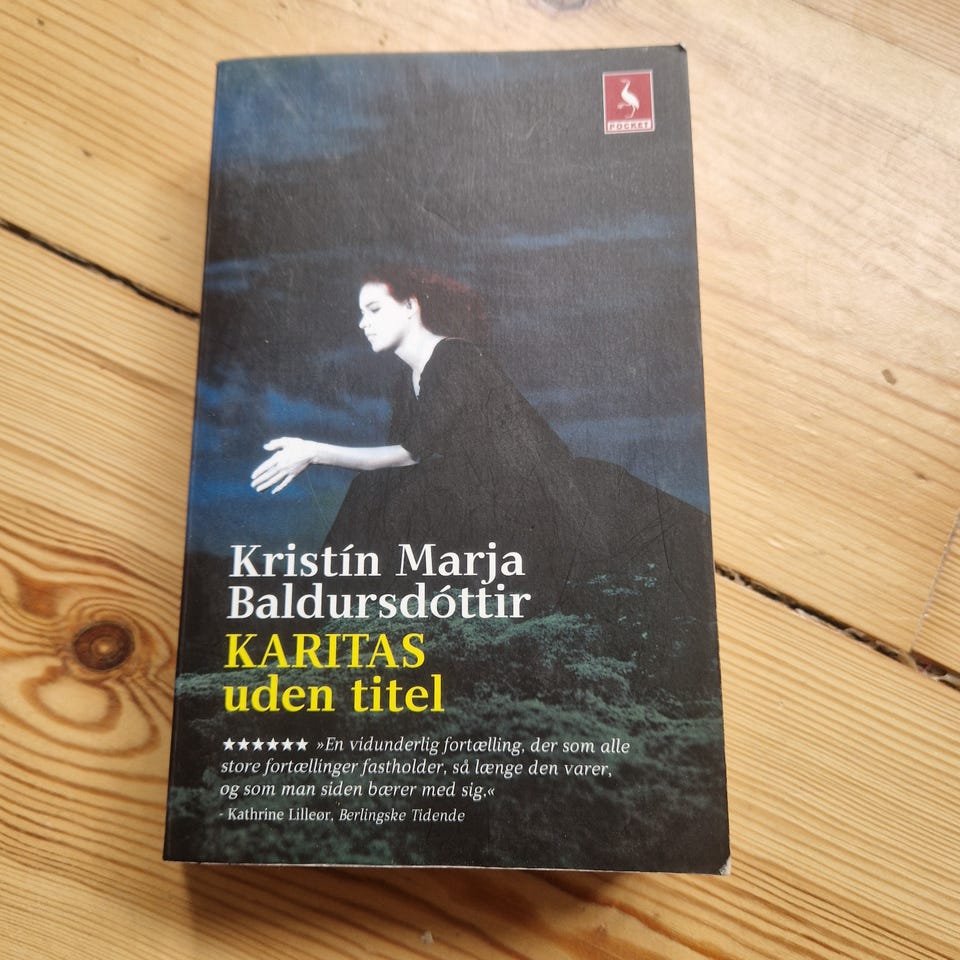 POCKET
Kristín Marja
Baldursdóttir
KARITAS
uden titel
★★★★★★ »En vidunderlig fortælling, der som alle
store fortællinger fastholder, så længe den varer,
og som man siden bærer med sig.«
- Kathrine Lilleør, Berlingske Tidende